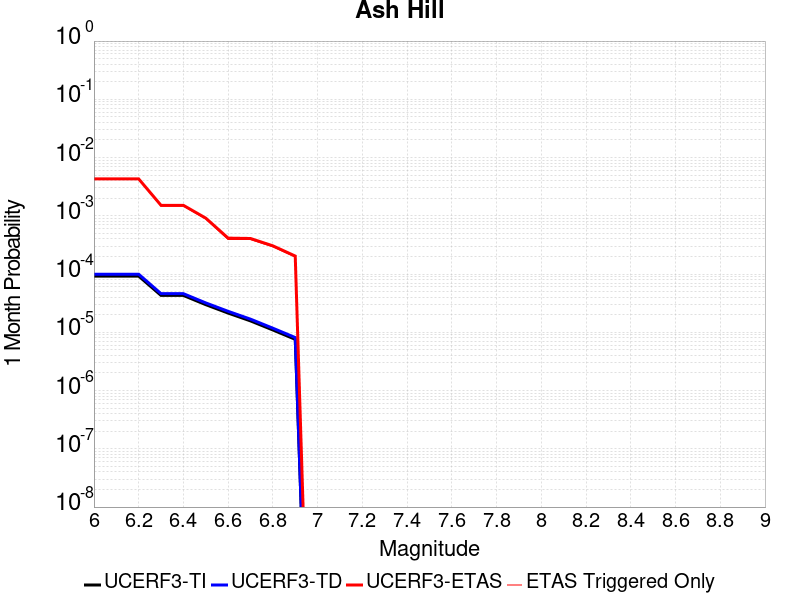 Ash Hill
1 Month Probability
10^0
10^-1
10^-2
10^-3
10^-4
10^-5
10^-6
10^-7
10^-8
6 6.2 6.4 6.6 6.8 7 7.2 7.4 7.6 7.8 8 8.2 8.4 8.6 8.8 9
Magnitude
UCERF3-TI UCERF3-TD UCERF3-ETAS ETAS Triggered Only